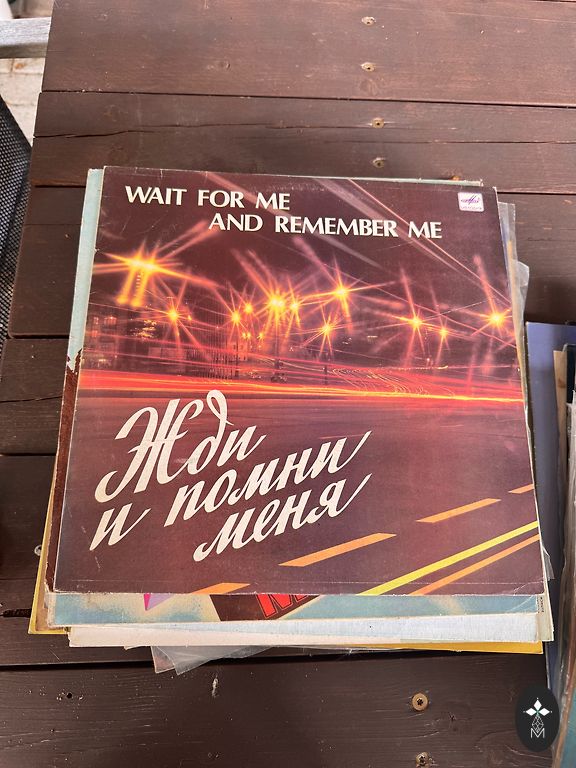 WAIT FOR ME
AND REMEMBER ME
Жди
и помни
меня
M